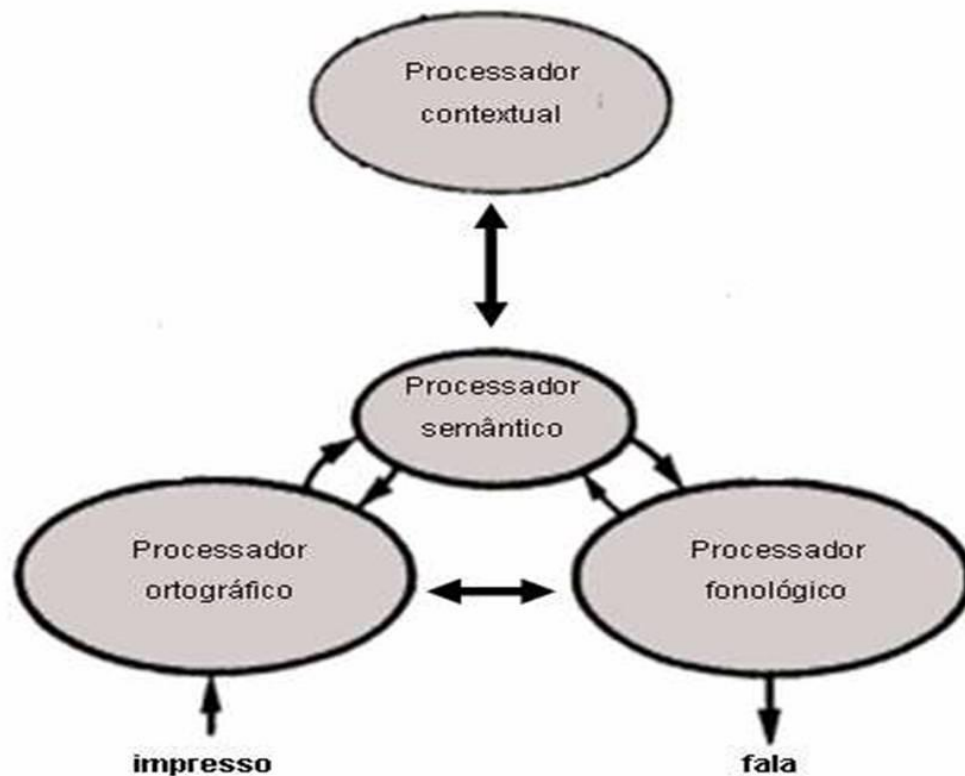 Processador
contextual
Processador
semântico
Processador
ortográfico
Processador
fonológico
impresso
fala